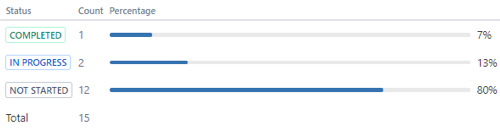 Status Count Percentage
COMPLETED 1 7%
IN PROGRESS 2 13%
NOT STARTED 12 80%
Total 15